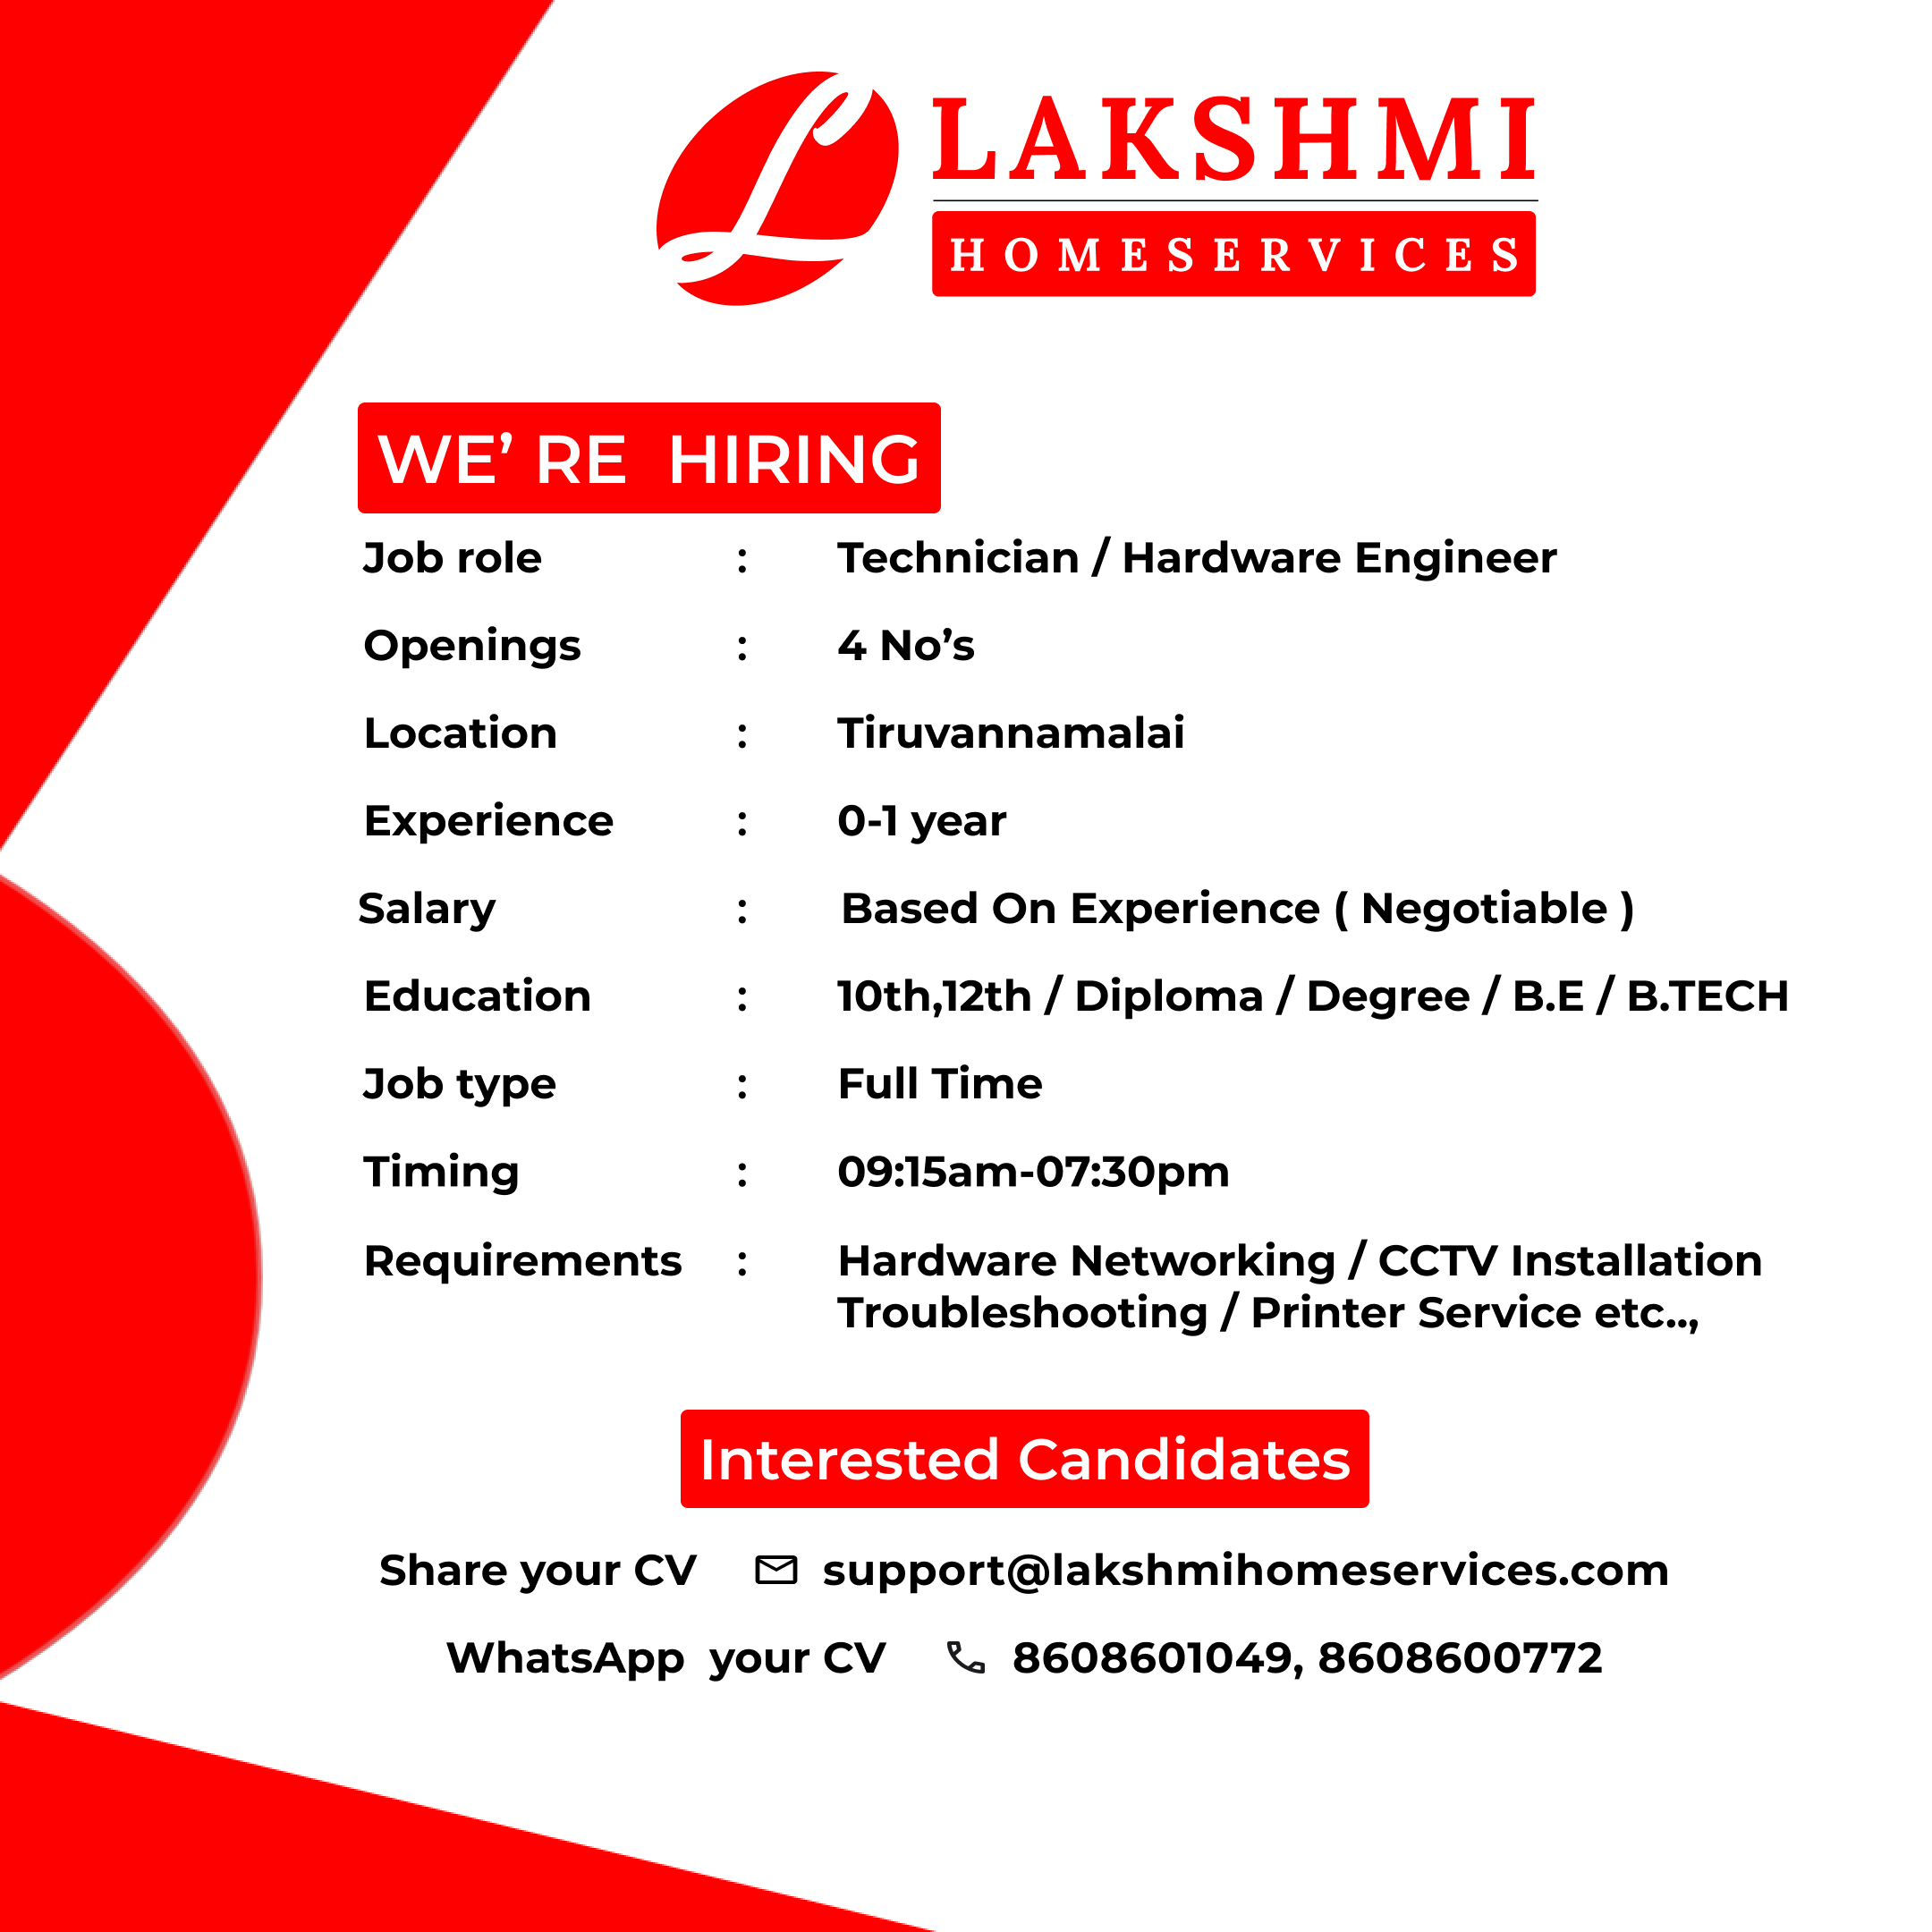 LAKSHMI
HOMESERVICES
WE’ RE HIRING
Job role : Technician / Hardware Engineer
Openings : 4 No’s
Location : Tiruvannamalai
Experience : 0-1 year
Salary : Based On Experience ( Negotiable )
Education : 10th,12th / Diploma / Degree / B.E / B.TECH
Job type : Full Time
Timing : 09:15am-07:30pm
Requirements : Hardware Networking / CCTV Installation
Troubleshooting / Printer Service etc..,
Interested Candidates
Share your CV support@lakshmihomeservices.com
WhatsApp your CV 8608601049, 8608600772